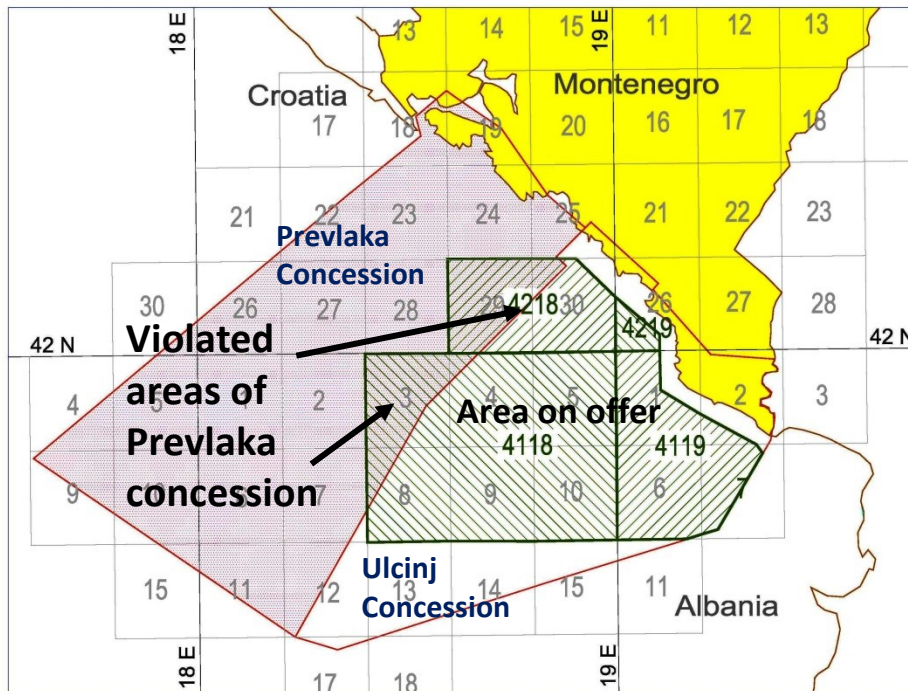 18 E
13 14 15
19 E
11 12 13
Croatia
Montenegro
17 18 19 20 16 17 18
21 22 23 24 25 21 22 23
Prevlaka
Concession
30 26 27 28 29 30 26 27 28
4218
4219
42 N
42 N
Violated
areas of
Prevlaka
concession
4 5 1 2 3 4 5 1 2 3
Area on offer
4118
4119
9 10 7 8 9 10 6 7
Ulcinj
Concession
15 11 12 13 14 15 11
Albania
18 E
17 18
19 E